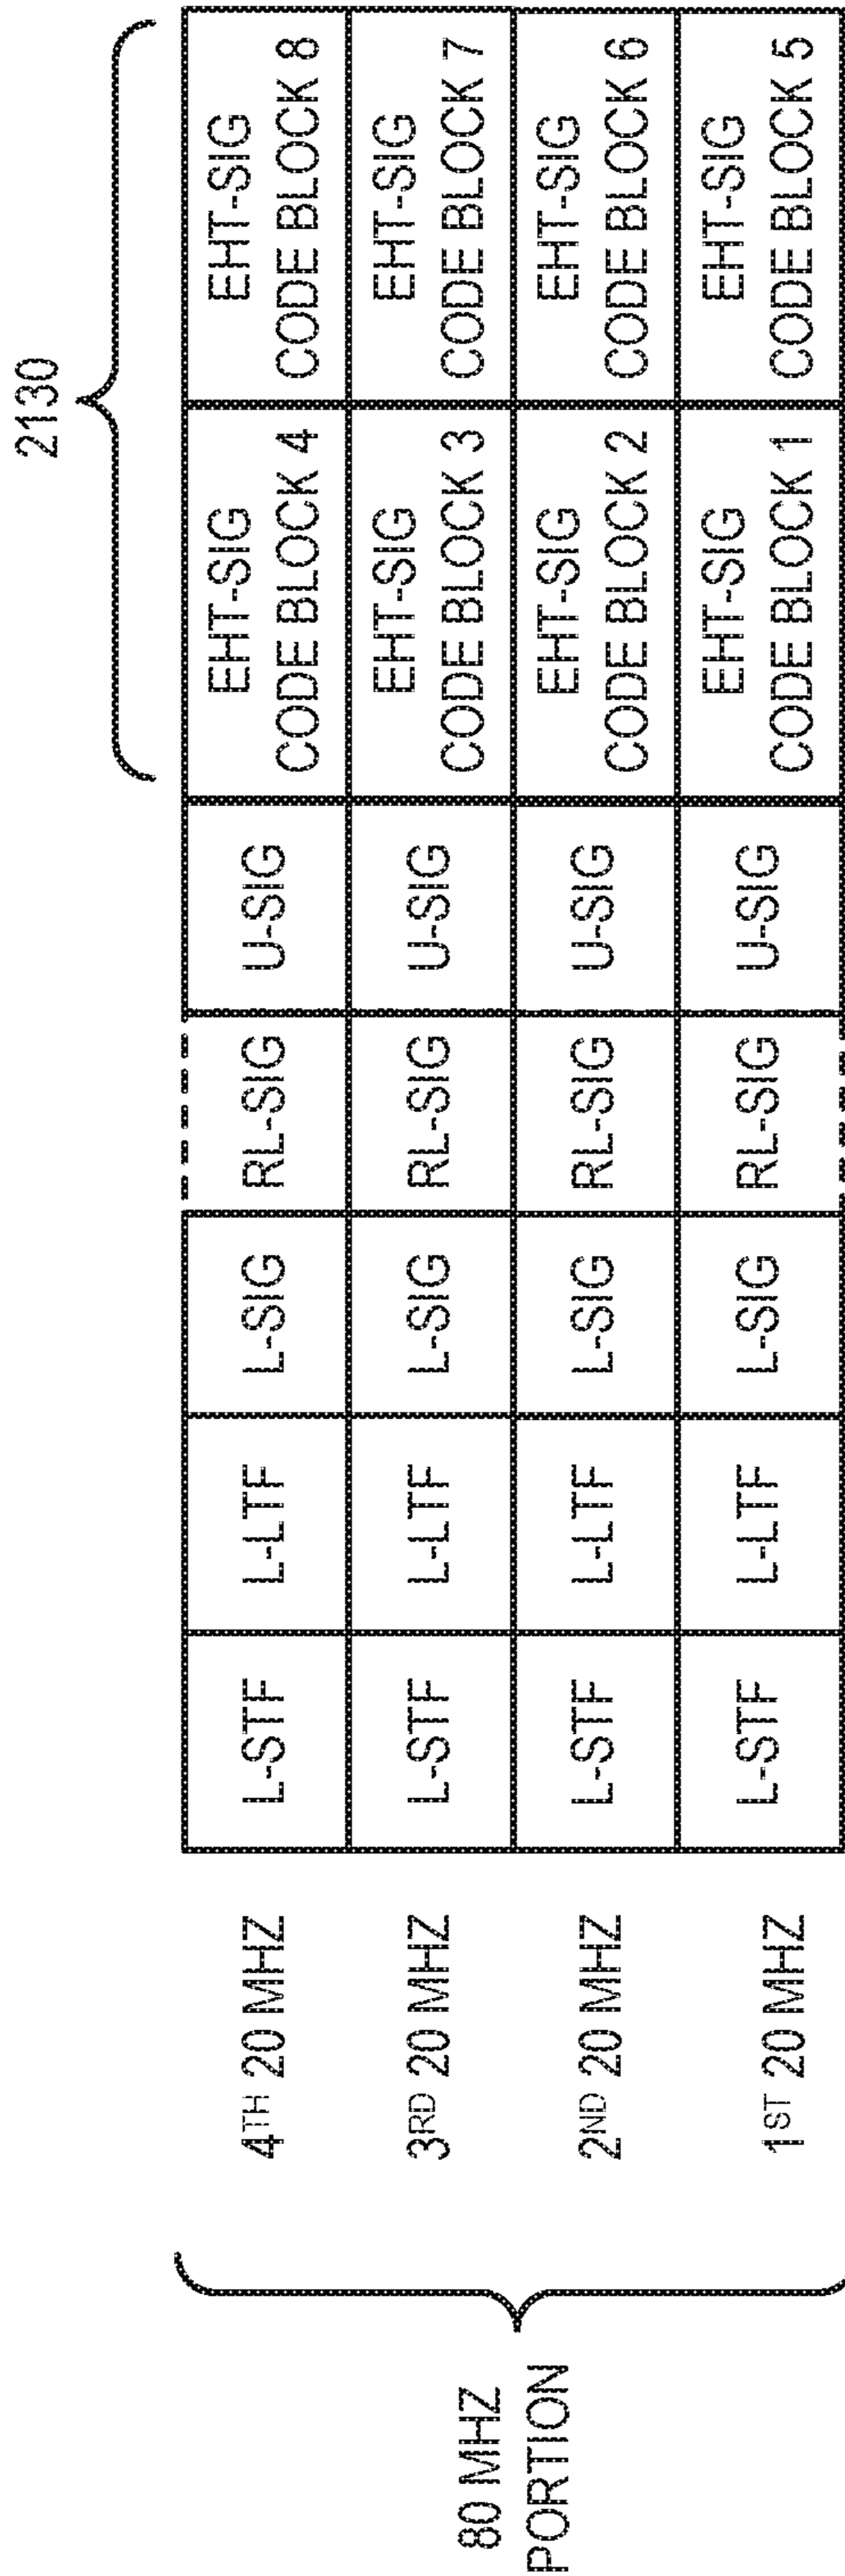 2130
4TH 20 MHZ
L-STF
L-LTF
L-SIG
RL-SIG
U-SIG
EHT-SIG
CODE BLOCK 4
EHT-SIG
CODE BLOCK 8
3RD 20 MHZ
L-STF
L-LTF
L-SIG
RL-SIG
U-SIG
EHT-SIG
CODE BLOCK 3
EHT-SIG
CODE BLOCK 7
80 MHZ
PORTION
2ND 20 MHZ
L-STF
L-LTF
L-SIG
RL-SIG
U-SIG
EHT-SIG
CODE BLOCK 2
EHT-SIG
CODE BLOCK 6
1ST 20 MHZ
L-STF
L-LTF
L-SIG
RL-SIG
U-SIG
EHT-SIG
CODE BLOCK 1
EHT-SIG
CODE BLOCK 5